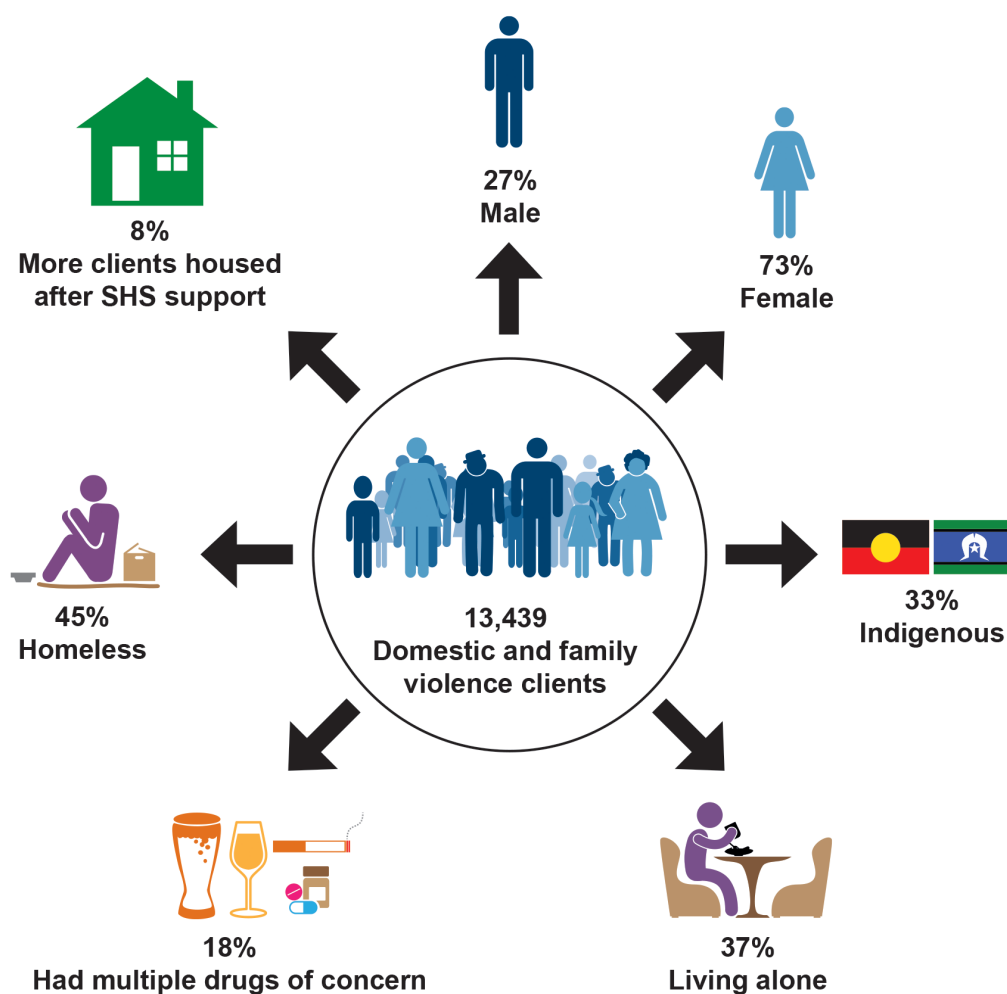 27%
Male
73%
Female
8%
More clients housed
after SHS support
33%
Indigenous
45%
Homeless
13,439
Domestic and family
violence clients
18%
Had multiple drugs of concern
37%
Living alone